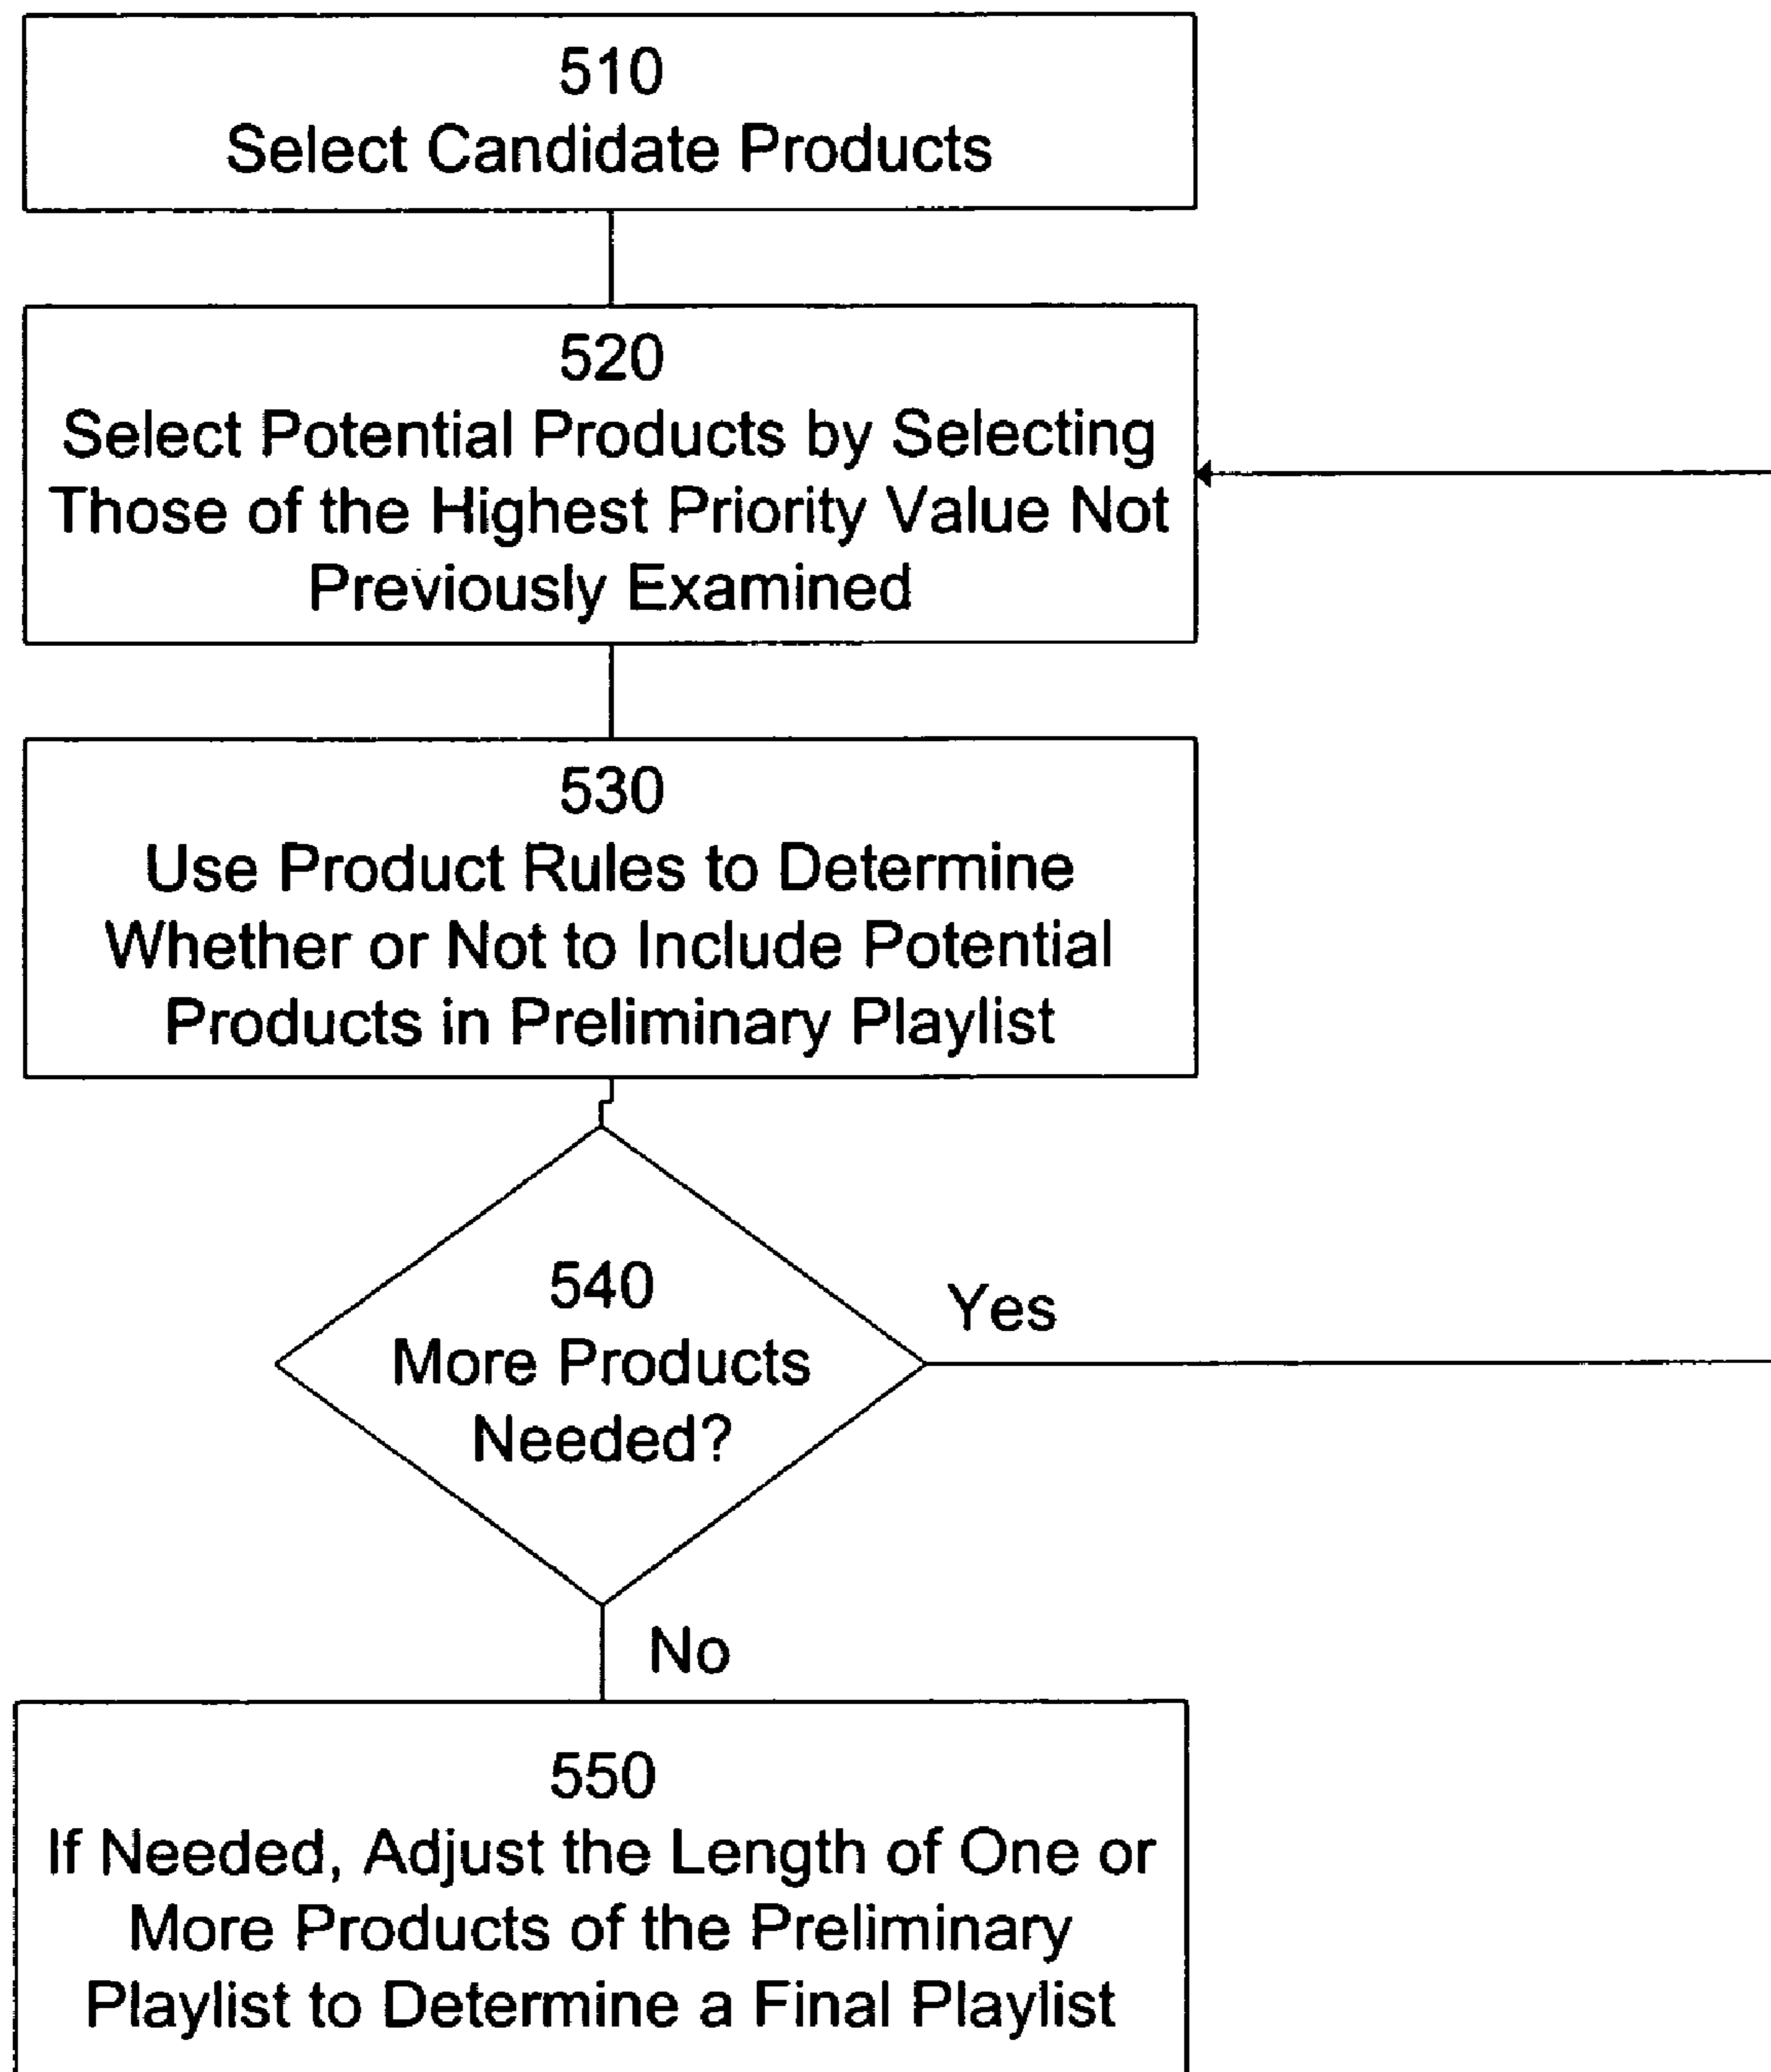 510
Select Candidate Products
520
Select Potential Products by Selecting
Those of the Highest Priority Value Not
Previously Examined
530
Use Product Rules to Determine
Whether or Not to Include Potential
Products in Preliminary Playlist
540
More Products
Needed?
Yes
No
550
If Needed, Adjust the Length of One or
More Products of the Preliminary
Playlist to Determine a Final Playlist